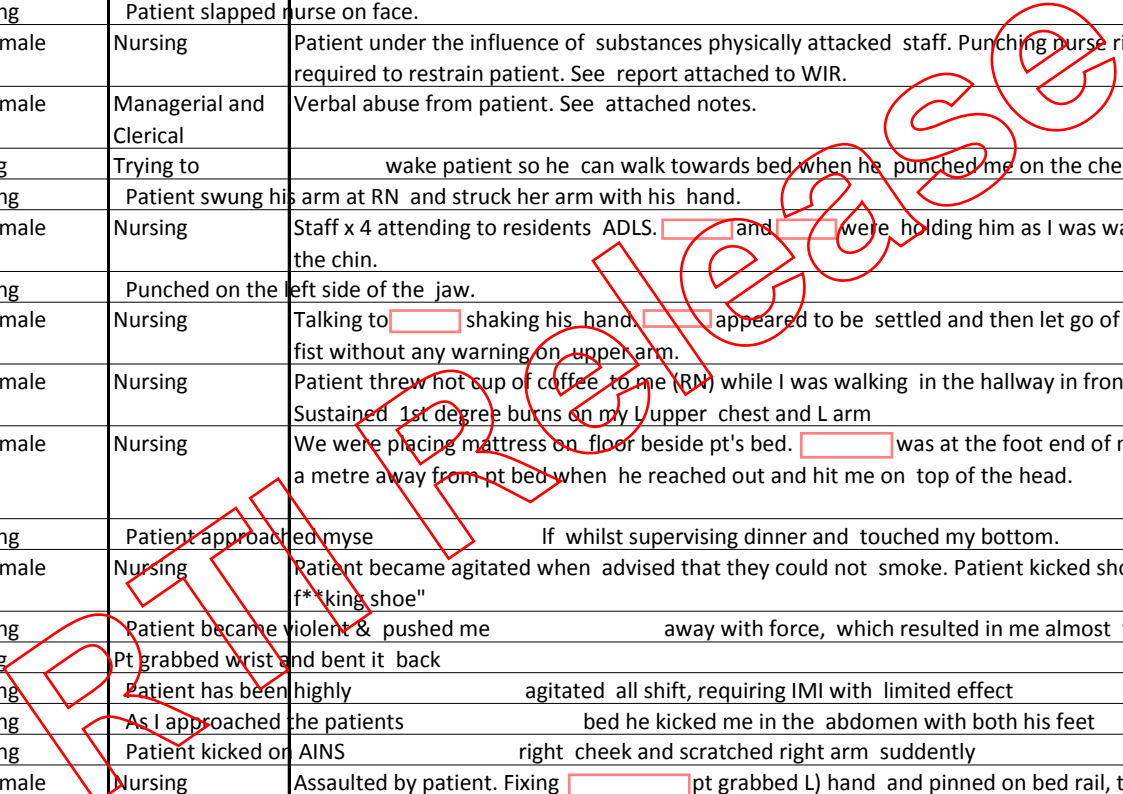 ng Patient slapped nurse on face.
male Nursing Patient under the influence of substances physically attacked staff. Punching nurse ri
required to restrain patient. See report attached to WIR.
male Managerial and Verbal abuse from patient. See attached notes.
Clerical
g Trying to wake patient so he can walk towards bed when he punched me on the che
ng Patient swung his arm at RN and struck her arm with his hand.
male Nursing Staff x 4 attending to residents ADLS. and were holding him as I was wa
the chin.
ng Punched on the left side of the jaw.
male Nursing Talking to shaking his hand. appeared to be settled and then let go of
fist without any warning on upper arm.
male Nursing Patient threw hot cup of coffee to me (RN) while I was walking in the hallway in fron
Sustained 1st degree burns on my L upper chest and L arm
male Nursing We were placing mattress on floor beside pt's bed. was at the foot end of
a metre away from pt bed when he reached out and hit me on top of the head.
ng Patient approached myse lf whilst supervising dinner and touched my bottom.
male Nursing Patient became agitated when advised that they could not smoke. Patient kicked sho
f**king shoe"
ng Patient became violent & pushed me away with force, which resulted in me almost
g Pt grabbed wrist and bent it back
ng Patient has been highly agitated all shift, requiring IMI with limited effect
ng As I approached the patients bed he kicked me in the abdomen with both his feet
ng Patient kicked on AINS right cheek and scratched right arm suddently
male Nursing Assaulted by patient. Fixing pt grabbed L) hand and pinned on bed rail, t
RTI Release